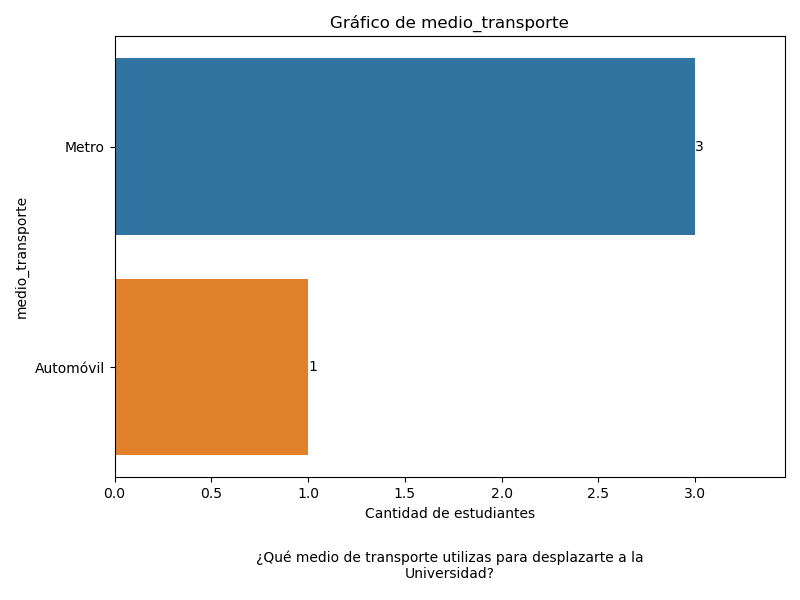 Gráfico de medio_transporte
medio_transporte
Metro
3
Automóvil
1
0.0 0.5 1.0 1.5 2.0 2.5 3.0
Cantidad de estudiantes
¿Qué medio de transporte utilizas para desplazarte a la
Universidad?